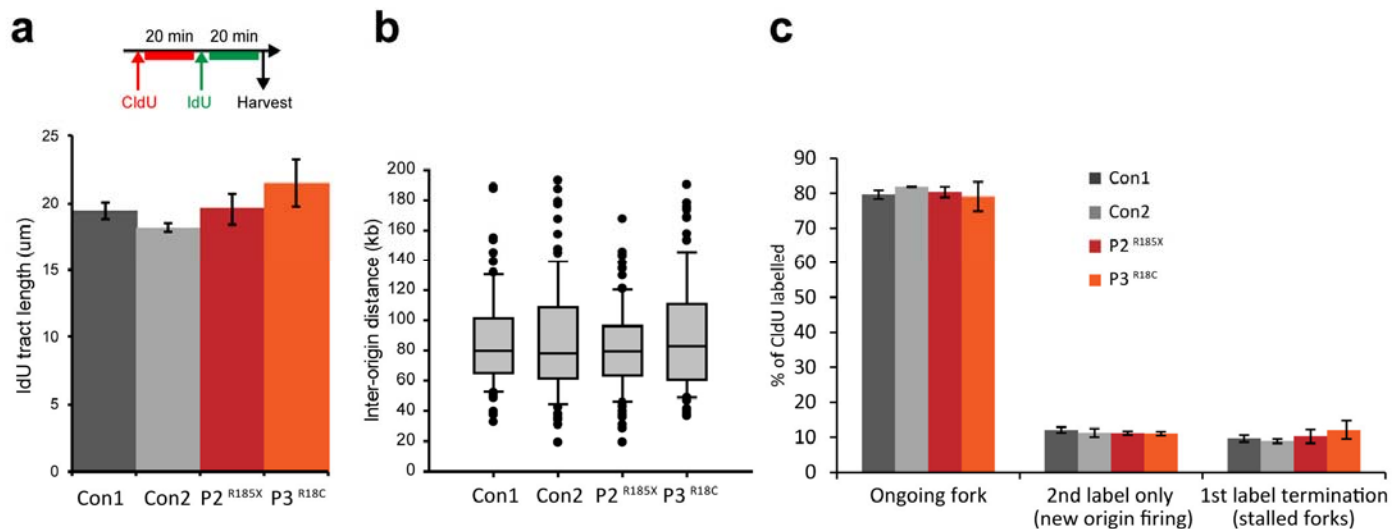 a
20 min 20 min
CldU IdU Harvest
IdU tract length (um)
25
20
15
10
5
0
Con1 Con2 P2 R185X P3 R18C
b
Inter-origin distance (kb)
200
180
160
140
120
100
80
60
40
20
0
Con1 Con2 P2 R185X P3 R18C
c
% of CldU labelled
90
80
70
60
50
40
30
20
10
0
Con1
Con2
P2 R185X
P3 R18C
Ongoing fork
2nd label only
(new origin firing)
1st label termination
(stalled forks)